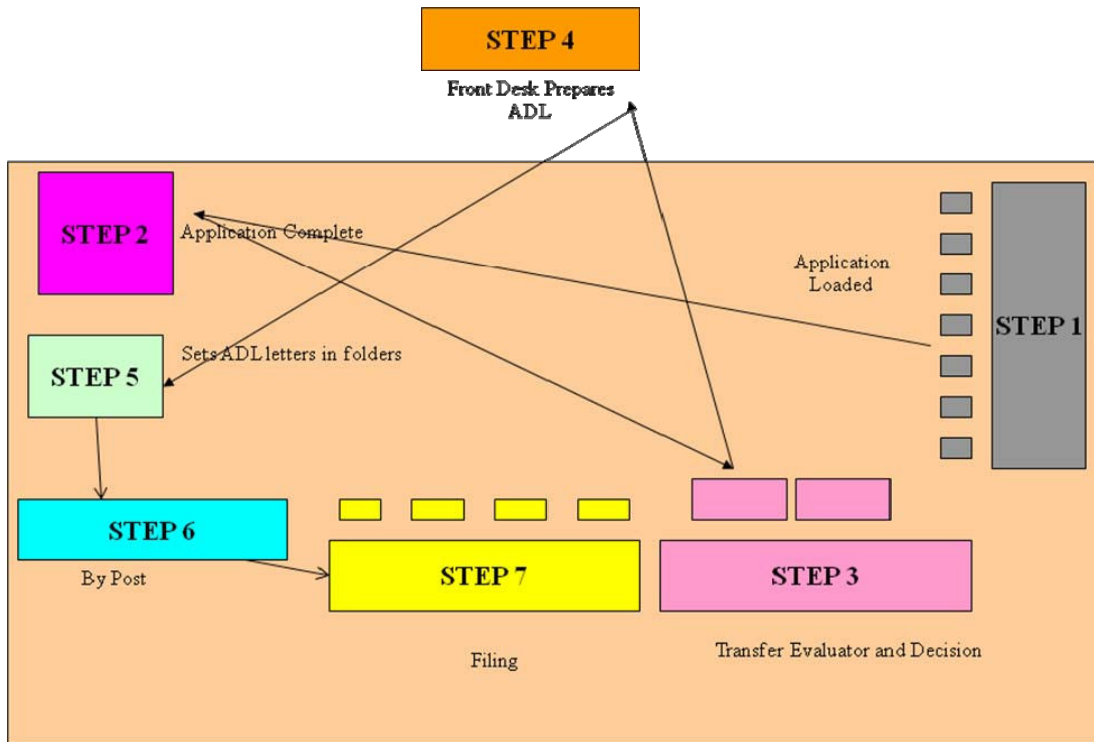 STEP 4
Front Desk Prepares
ADL
STEP 2
Application Complete
Application
Loaded
STEP 1
STEP 5
Sets ADL letters in folders
STEP 6
By Post
STEP 7
Filing
STEP 3
Transfer Evaluator and Decision